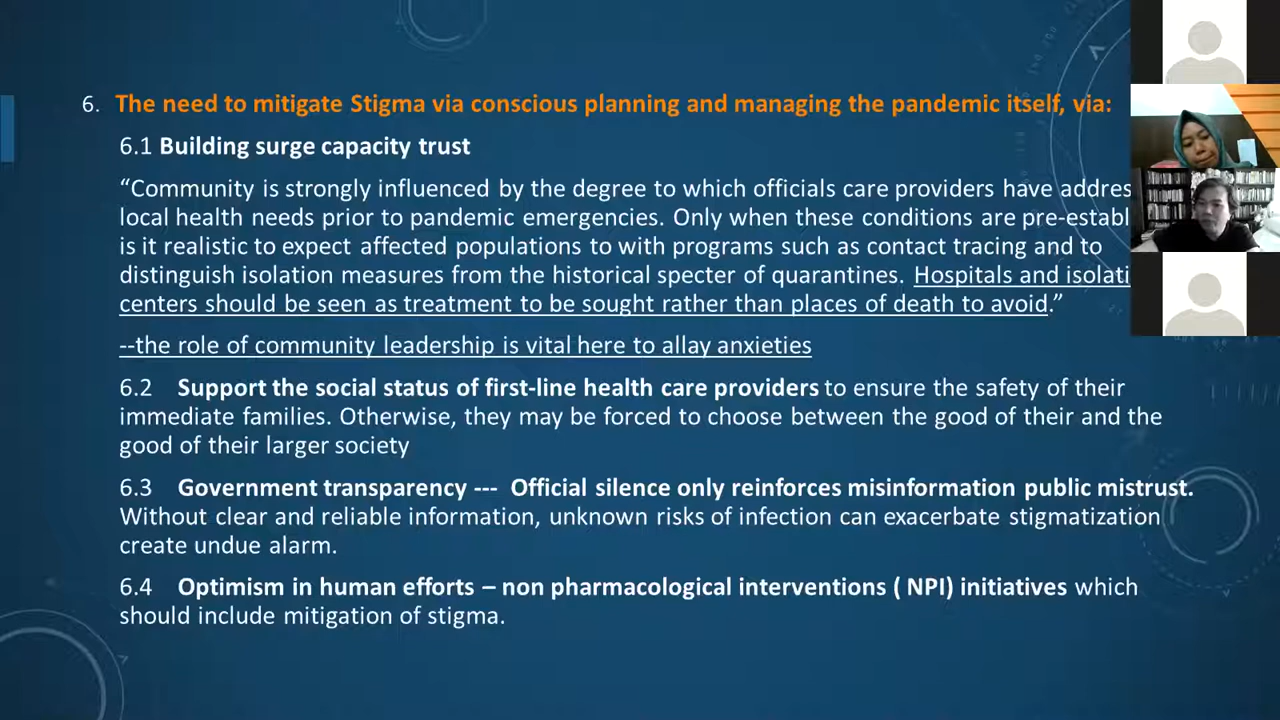 6. The need to mitigate Stigma via conscious planning and managing the pandemic itself, via:
6.1 Building surge capacity trust
“Community is strongly influenced by the degree to which officials care providers have addres
local health needs prior to pandemic emergencies. Only when these conditions are pre-establ
is it realistic to expect affected populations to with programs such as contact tracing and to
distinguish isolation measures from the historical specter of quarantines. Hospitals and isolati
centers should be seen as treatment to be sought rather than places of death to avoid.”
--the role of community leadership is vital here to allay anxieties
6.2 Support the social status of first-line health care providers to ensure the safety of their
immediate families. Otherwise, they may be forced to choose between the good of their and the
good of their larger society
6.3 Government transparency --- Official silence only reinforces misinformation public mistrust.
Without clear and reliable information, unknown risks of infection can exacerbate stigmatization
create undue alarm.
6.4 Optimism in human efforts – non pharmacological interventions ( NPI) initiatives which
should include mitigation of stigma.